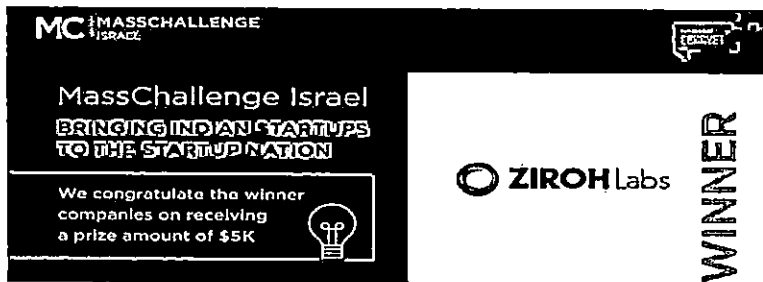 MC MASSCHALLENGE
ISRAEL
MassChallenge Israel
BRINGING INDIAN STARTUPS
TO THE STARTUP NATION
We congratulate the winner
companies on receiving
a prize amount of $5K
ZIROH Labs
WINNER